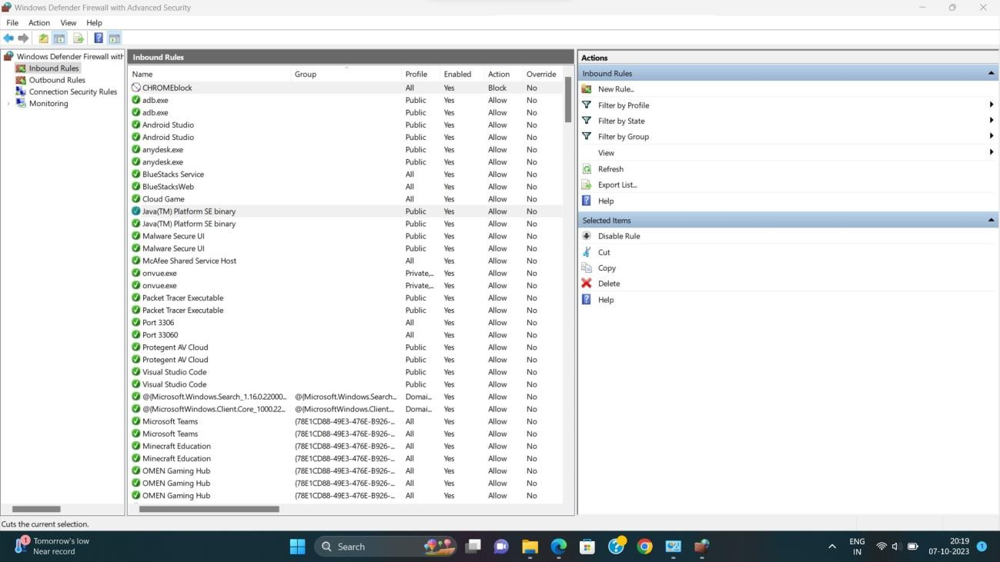 Windows Defender Firewall with Advanced Security
File Action View Help
Windows Defender Firewall with
Inbound Rules
Outbound Rules
Connection Security Rules
Monitoring
Inbound Rules
Name Group Profile Enabled Action Override
CHROMEblock All Yes Block No
adb.exe Public Yes Allow No
adb.exe Public Yes Allow No
Android Studio Public Yes Allow No
Android Studio Public Yes Allow No
anydesk.exe Public Yes Allow No
anydesk.exe Public Yes Allow No
BlueStacks Service All Yes Allow No
BlueStacksWeb All Yes Allow No
Cloud Game All Yes Allow No
Java(TM) Platform SE binary Public Yes Allow No
Java(TM) Platform SE binary Public Yes Allow No
Malware Secure UI Public Yes Allow No
Malware Secure UI Public Yes Allow No
McAfee Shared Service Host All Yes Allow No
onvue.exe Private,... Yes Allow No
onvue.exe Private,... Yes Allow No
Packet Tracer Executable Public Yes Allow No
Packet Tracer Executable Public Yes Allow No
Port 3306 All Yes Allow No
Port 33060 All Yes Allow No
Protegent AV Cloud Public Yes Allow No
Protegent AV Cloud Public Yes Allow No
Visual Studio Code Public Yes Allow No
Visual Studio Code Public Yes Allow No
@{Microsoft.Windows.Search_1.16.0.22000... @{Microsoft.Windows.Search... Domai... Yes Allow No
@{MicrosoftWindows.Client.Core_1000.22... @{MicrosoftWindows.Client.... Domai... Yes Allow No
Microsoft Teams {78E1CD88-49E3-476E-B926-... All Yes Allow No
Microsoft Teams {78E1CD88-49E3-476E-B926-... All Yes Allow No
Minecraft Education {78E1CD88-49E3-476E-B926-... All Yes Allow No
Minecraft Education {78E1CD88-49E3-476E-B926-... All Yes Allow No
OMEN Gaming Hub {78E1CD88-49E3-476E-B926-... All Yes Allow No
OMEN Gaming Hub {78E1CD88-49E3-476E-B926-... All Yes Allow No
OMEN Gaming Hub {78E1CD88-49E3-476E-B926-... All Yes Allow No
Actions
Inbound Rules
New Rule...
Filter by Profile
Filter by State
Filter by Group
View
Refresh
Export List...
Help
Selected Items
Disable Rule
Cut
Copy
Delete
Help
Cuts the current selection.
1
Tomorrow's low
Near record
Search
ENG
IN
20:19
07-10-2023
1